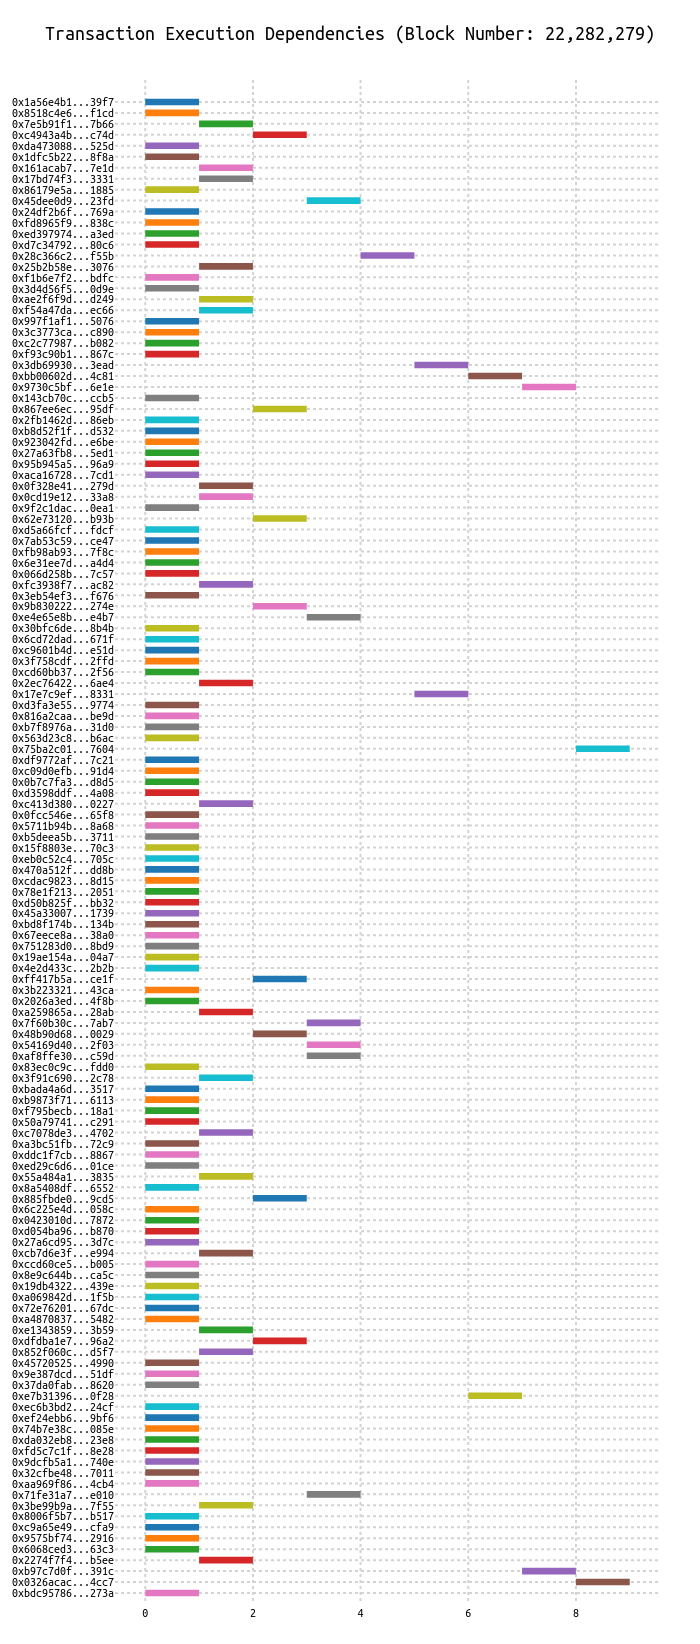 Transaction Execution Dependencies (Block Number: 22,282,279)
0x1a56e4b1...39f7
0x8518c4e6...f1cd
0x7e5b91f1...7b66
0xc4943a4b...c74d
0xda473088...525d
0x1dfc5b22...8f8a
0x161acab7...7e1d
0x17bd74f3...3331
0x86179e5a...1885
0x45dee0d9...23fd
0x24df2b6f...769a
0xfd8965f9...838c
0xed397974...a3ed
0xd7c34792...80c6
0x28c366c2...f55b
0x25b2b58e...3076
0xf1b6e7f2...bdfc
0x3d4d56f5...0d9e
0xae2f6f9d...d249
0xf54a47da...ec66
0x997f1af1...5076
0x3c3773ca...c890
0xc2c77987...b082
0xf93c90b1...867c
0x3db69930...3ead
0xbb00602d...4c81
0x9730c5bf...6e1e
0x143cb70c...ccb5
0x867ee6ec...95df
0x2fb1462d...86eb
0xb8d52f1f...d532
0x923042fd...e6be
0x27a63fb8...5ed1
0x95b945a5...96a9
0xaca16728...7cd1
0x0f328e41...279d
0x0cd19e12...33a8
0x9f2c1dac...0ea1
0x62e73120...b93b
0xd5a66fcf...fdcf
0x7ab53c59...ce47
0xfb98ab93...7f8c
0x6e31ee7d...a4d4
0x066d258b...7c57
0xfc3938f7...ac82
0x3eb54ef3...f676
0x9b830222...274e
0xe4e65e8b...e4b7
0x30bfc6de...8b4b
0x6cd72dad...671f
0xc9601b4d...e51d
0x3f758cdf...2ffd
0xcd60bb37...2f56
0x2ec76422...6ae4
0x17e7c9ef...8331
0xd3fa3e55...9774
0x816a2caa...be9d
0xb7f8976a...31d0
0x563d23c8...b6ac
0x75ba2c01...7604
0xdf9772af...7c21
0xc09d0efb...91d4
0x0b7c7fa3...d8d5
0xd3598ddf...4a08
0xc413d380...0227
0x0fcc546e...65f8
0x5711b94b...8a68
0xb5deea5b...3711
0x15f8803e...70c3
0xeb0c52c4...705c
0x470a512f...dd8b
0xcdac9823...8d15
0x78e1f213...2051
0xd50b825f...bb32
0x45a33007...1739
0xbd8f174b...134b
0x67eece8a...38a0
0x751283d0...8bd9
0x19ae154a...04a7
0x4e2d433c...2b2b
0xff417b5a...ce1f
0x3b223321...43ca
0x2026a3ed...4f8b
0xa259865a...28ab
0x7f60b30c...7ab7
0x48b90d68...0029
0x54169d40...2f03
0xaf8ffe30...c59d
0x83ec0c9c...fdd0
0x3f91c690...2c78
0xbada4a6d...3517
0xb9873f71...6113
0xf795becb...18a1
0x50a79741...c291
0xc7078de3...4702
0xa3bc51fb...72c9
0xddc1f7cb...8867
0xed29c6d6...01ce
0x55a484a1...3835
0x8a5408df...6552
0x885fbde0...9cd5
0x6c225e4d...058c
0x0423010d...7872
0xd054ba96...b870
0x27a6cd95...3d7c
0xcb7d6e3f...e994
0xccd60ce5...b005
0x8e9c644b...ca5c
0x19db4322...439e
0xa069842d...1f5b
0x72e76201...67dc
0xa4870837...5482
0xe1343859...3b59
0xdfdba1e7...96a2
0x852f060c...d5f7
0x45720525...4990
0x9e387dcd...51df
0x37da0fab...8620
0xe7b31396...0f28
0xec6b3bd2...24cf
0xef24ebb6...9bf6
0x74b7e38c...085e
0xda032eb8...23e8
0xfd5c7c1f...8e28
0x9dcfb5a1...740e
0x32cfbe48...7011
0xaa969f86...4cb4
0x71fe31a7...e010
0x3be99b9a...7f55
0x8006f5b7...b517
0xc9a65e49...cfa9
0x9575bf74...2916
0x6068ced3...63c3
0x2274f7f4...b5ee
0xb97c7d0f...391c
0x0326acac...4cc7
0xbdc95786...273a
0 2 4 6 8